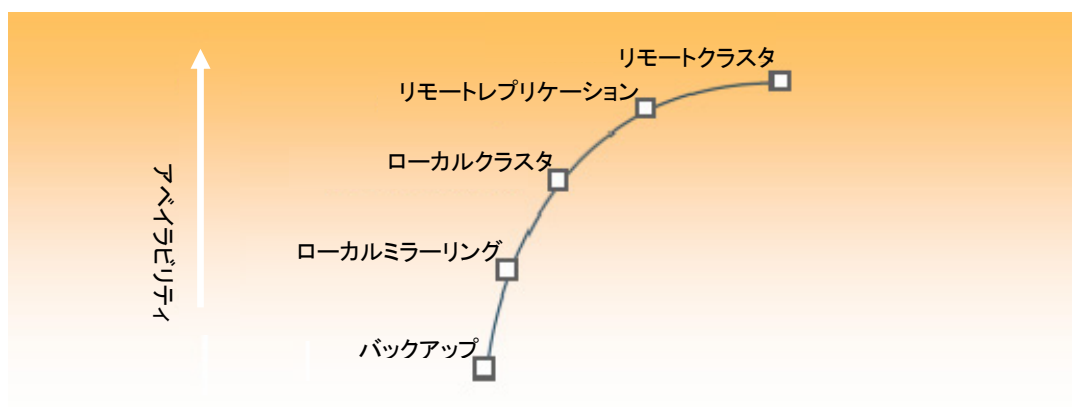 リモートクラスタ
リモートレプリケーション
ローカルクラスタ
アベイラビリティ
ローカルミラーリング
バックアップ